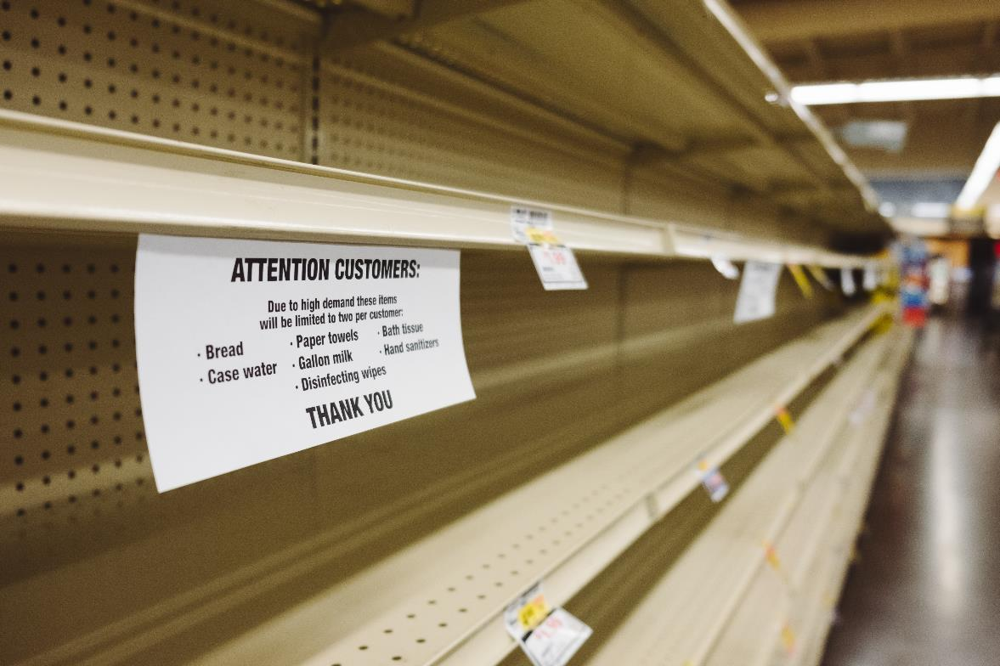 ATTENTION CUSTOMERS:
Due to high demand these items
will be limited to two per customer:
· Bread
· Case water
· Paper towels
· Gallon milk
· Disinfecting wipes
· Bath tissue
· Hand sanitizers
THANK YOU